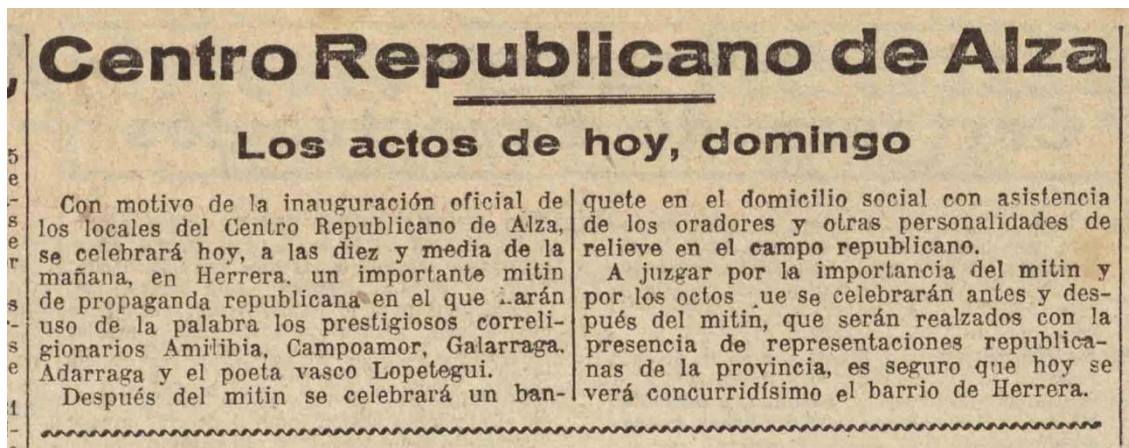 Centro Republicano de Alza
Los actos de hoy, domingo
Con motivo de la inauguración oficial de
los locales del Centro Republicano de Alza,
se celebrará hoy, a las diez y media de la
mañana, en Herrera, un importante mitin
de propaganda republicana en el que ..arán
uso de la palabra los prestigiosos correli-
gionarios Amilibia, Campoamor, Galarraga,
Adarraga y el poeta vasco Lopetegui.
Después del mitin se celebrará un ban-
quete en el domicilio social con asistencia
de los oradores y otras personalidades de
relieve en el campo republicano.
A juzgar por la importancia del mitin y
por los octos ue se celebrarán antes y des-
pués del mitin, que serán realzados con la
presencia de representaciones republica-
nas de la provincia, es seguro que hoy se
verá concurridísimo el barrio de Herrera.